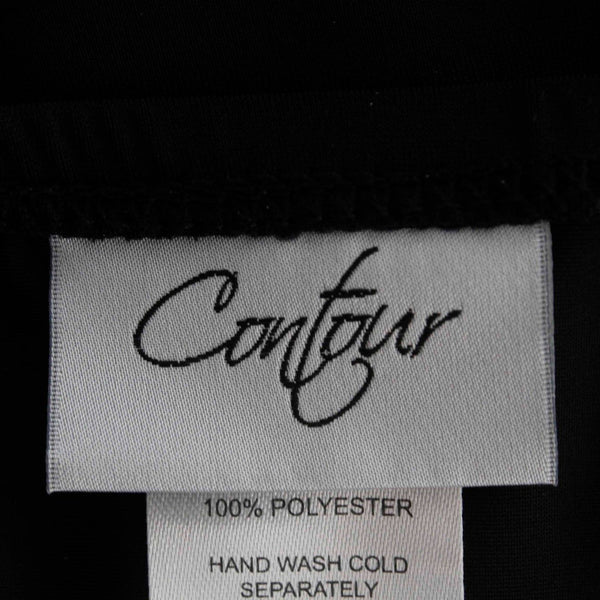 Contour
100% POLYESTER
HAND WASH COLD
SEPARATELY